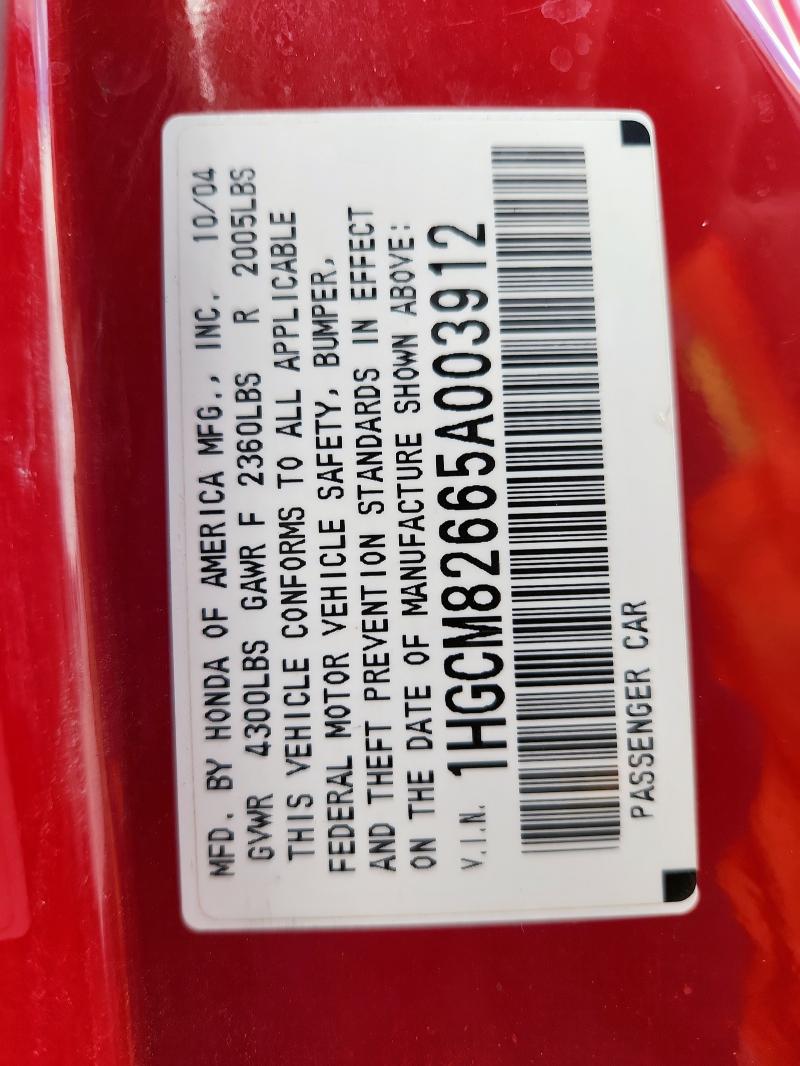 MFD. BY HONDA OF AMERICA MFG., INC. 10/04
GVWR 4300LBS GAWR F 2360LBS R 2005LBS
THIS VEHICLE CONFORMS TO ALL APPLICABLE
FEDERAL MOTOR VEHICLE SAFETY, BUMPER,
AND THEFT PREVENTION STANDARDS IN EFFECT
ON THE DATE OF MANUFACTURE SHOWN ABOVE:
V.I.N. 1HGCM82665A003912
PASSENGER CAR